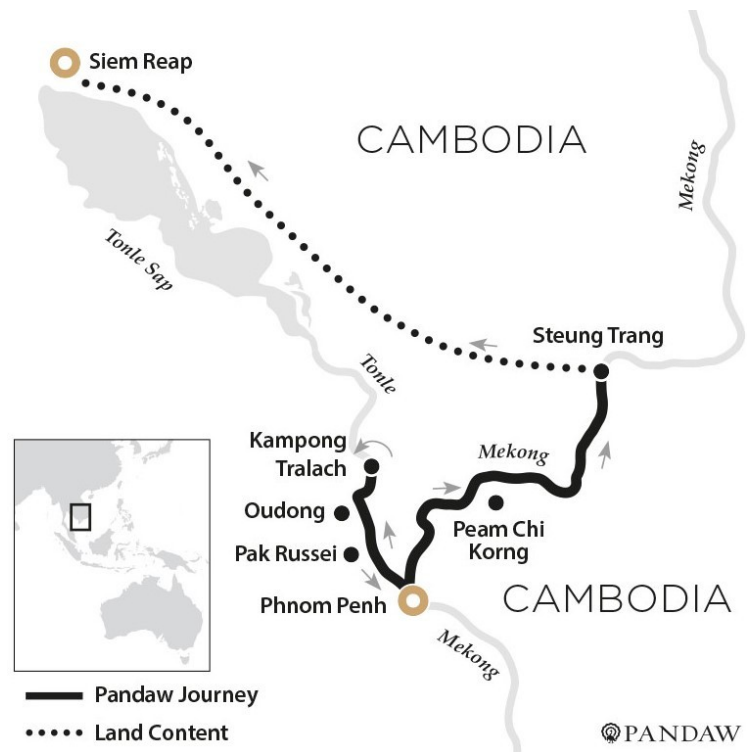 Siem Reap
CAMBODIA
Mekong
Tonle Sap
Steung Trang
Tonle
Kampong
Tralach
Mekong
Oudong
Peam Chi
Korng
Pak Russei
Phnom Penh
CAMBODIA
Mekong
Pandaw Journey
Land Content
PANDAW